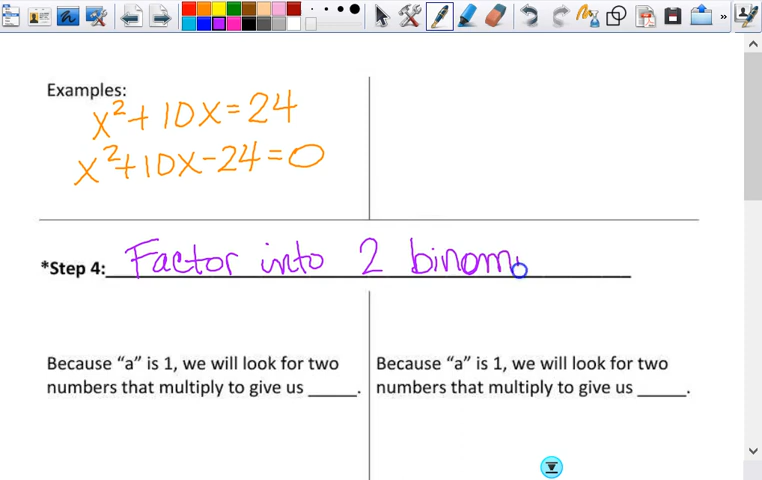 Examples:
x²+10x=24
x²+10x-24=0
*Step 4: Factor into 2 binom
Because “a” is 1, we will look for two
numbers that multiply to give us _____.
Because “a” is 1, we will look for two
numbers that multiply to give us _____.